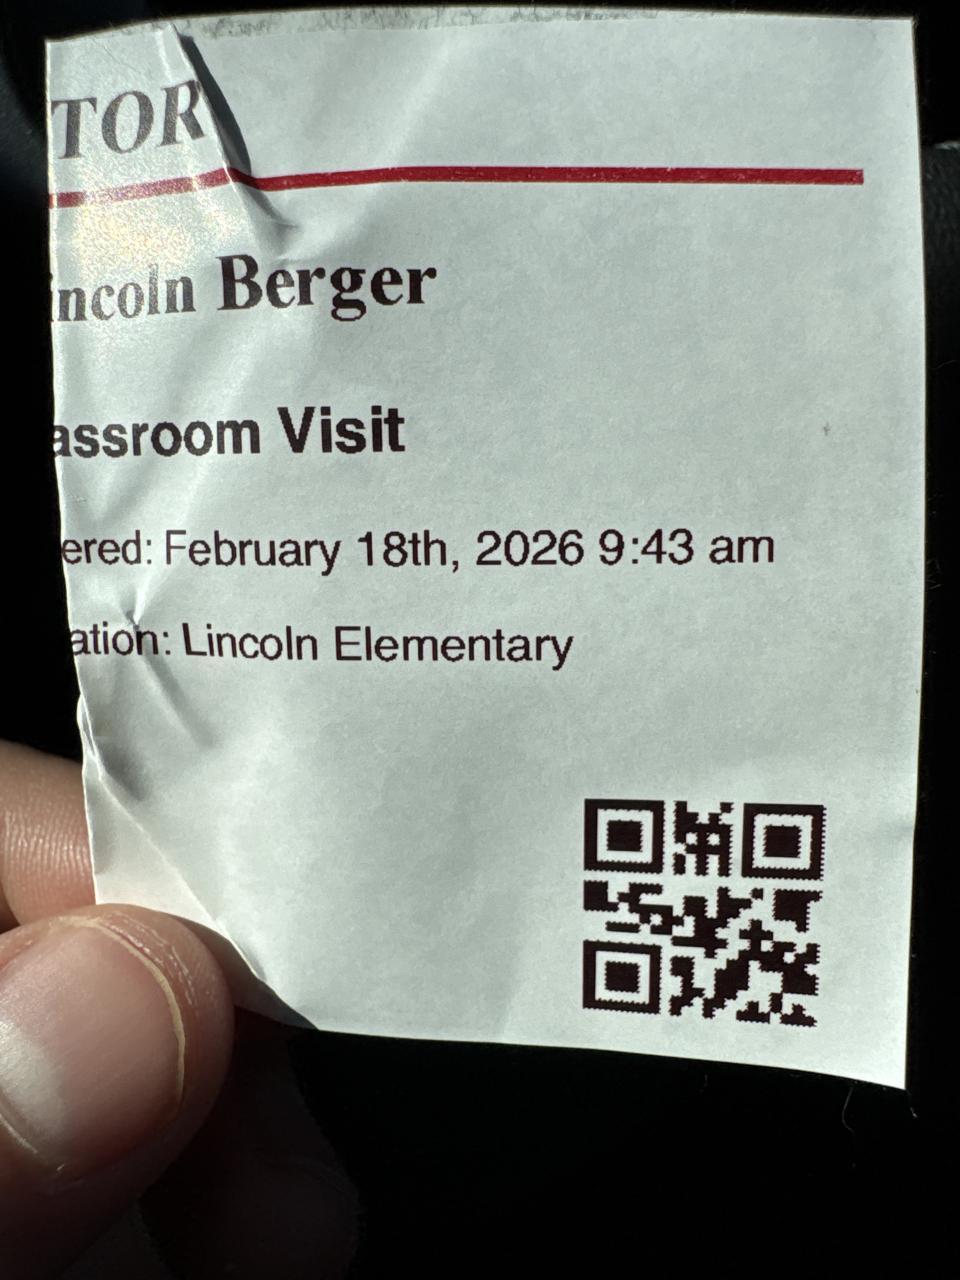 TOR
incoln Berger
assroom Visit
ered: February 18th, 2026 9:43 am
ation: Lincoln Elementary